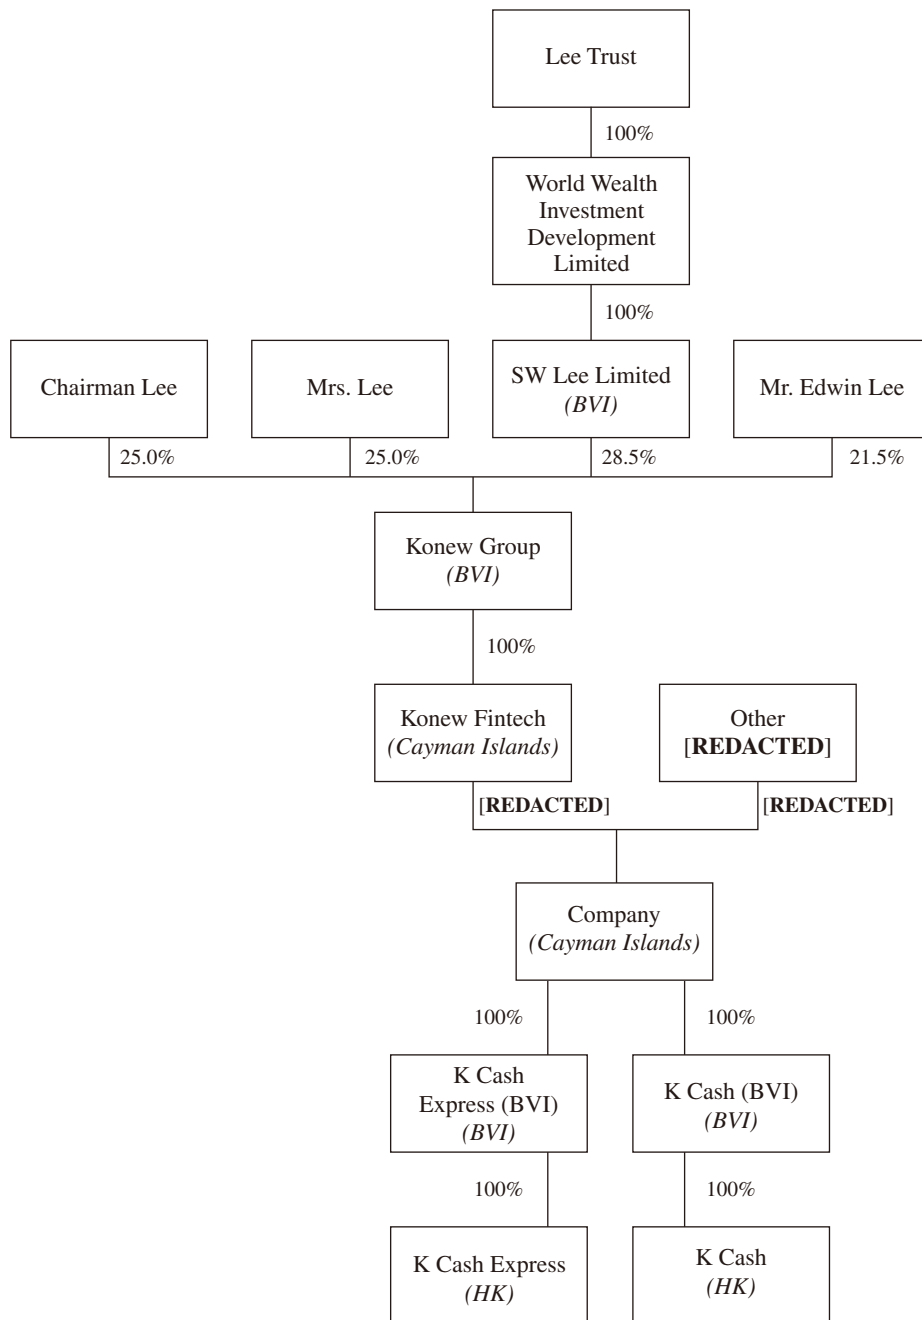 Lee Trust
100%
World Wealth
Investment
Development
Limited
100%
Chairman Lee
Mrs. Lee
SW Lee Limited
(BVI)
Mr. Edwin Lee
25.0%
25.0%
28.5%
21.5%
Konew Group
(BVI)
100%
Konew Fintech
(Cayman Islands)
Other
[REDACTED]
[REDACTED]
[REDACTED]
Company
(Cayman Islands)
100%
100%
K Cash
Express (BVI)
(BVI)
K Cash (BVI)
(BVI)
100%
100%
K Cash Express
(HK)
K Cash
(HK)